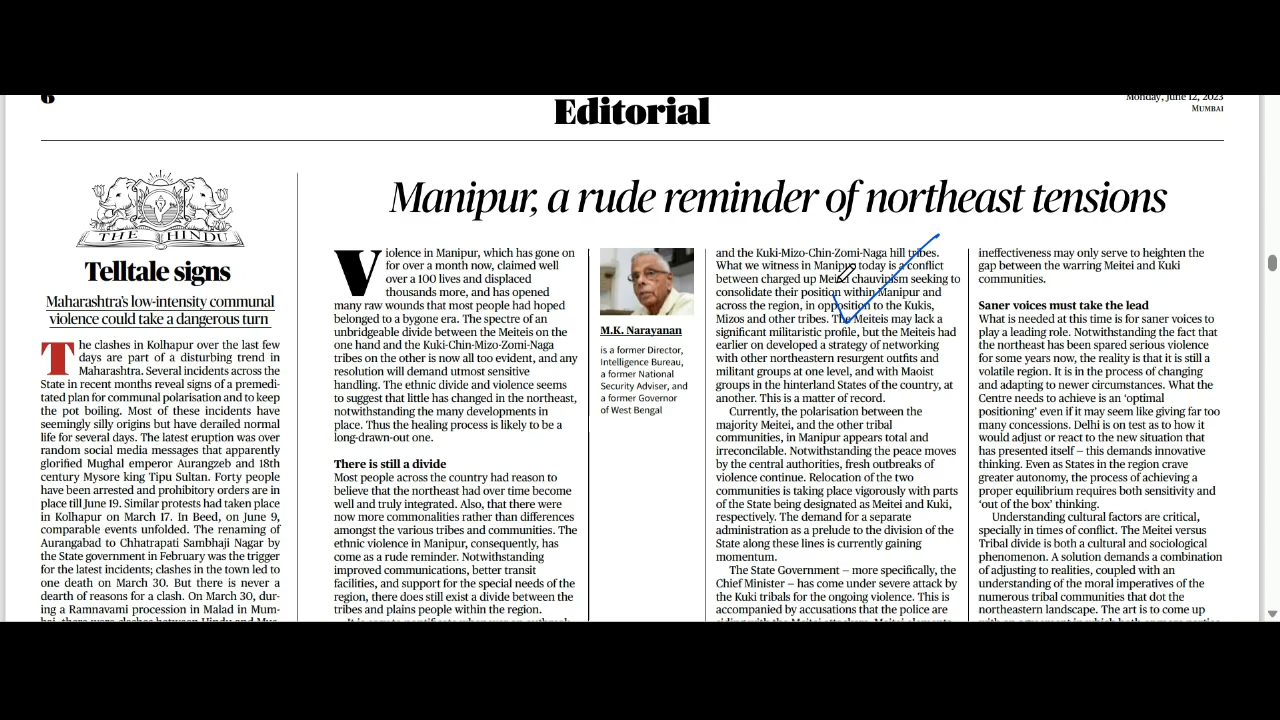 6
Editorial
Monday, June 12, 2023
MUMBAI
THE HINDU
Telltale signs
Maharashtra's low-intensity communal
violence could take a dangerous turn
The clashes in Kolhapur over the last few
days are part of a disturbing trend in
Maharashtra. Several incidents across the
State in recent months reveal signs of a premedi-
tated plan for communal polarisation and to keep
the pot boiling. Most of these incidents have
seemingly silly origins but have derailed normal
life for several days. The latest eruption was over
random social media messages that apparently
glorified Mughal emperor Aurangzeb and 18th
century Mysore king Tipu Sultan. Forty people
have been arrested and prohibitory orders are in
place till June 19. Similar protests had taken place
in Kolhapur on March 17. In Beed, on June 9,
comparable events unfolded. The renaming of
Aurangabad to Chhatrapati Sambhaji Nagar by
the State government in February was the trigger
for the latest incidents; clashes in the town led to
one death on March 30. But there is never a
dearth of reasons for a clash. On March 30, dur-
ing a Ramnavami procession in Malad in Mum-
bai, there were clashes between Hindu and Mus-
Manipur, a rude reminder of northeast tensions
Violence in Manipur, which has gone on
for over a month now, claimed well
over a 100 lives and displaced
thousands more, and has opened
many raw wounds that most people had hoped
belonged to a bygone era. The spectre of an
unbridgeable divide between the Meiteis on the
one hand and the Kuki-Chin-Mizo-Zomi-Naga
tribes on the other is now all too evident, and any
resolution will demand utmost sensitive
handling. The ethnic divide and violence seems
to suggest that little has changed in the northeast,
notwithstanding the many developments in
place. Thus the healing process is likely to be a
long-drawn-out one.
There is still a divide
Most people across the country had reason to
believe that the northeast had over time become
well and truly integrated. Also, that there were
now more commonalities rather than differences
amongst the various tribes and communities. The
ethnic violence in Manipur, consequently, has
come as a rude reminder. Notwithstanding
improved communications, better transit
facilities, and support for the special needs of the
region, there does still exist a divide between the
tribes and plains people within the region.
M.K. Narayanan
is a former Director,
Intelligence Bureau,
a former National
Security Adviser, and
a former Governor
of West Bengal
and the Kuki-Mizo-Chin-Zomi-Naga hill tribes.
What we witness in Manipur today is a conflict
between charged up Meitei chauvinism seeking to
consolidate their position within Manipur and
across the region, in opposition to the Kukis,
Mizos and other tribes. The Meiteis may lack a
significant militaristic profile, but the Meiteis had
earlier on developed a strategy of networking
with other northeastern resurgent outfits and
militant groups at one level, and with Maoist
groups in the hinterland States of the country, at
another. This is a matter of record.
Currently, the polarisation between the
majority Meitei, and the other tribal
communities, in Manipur appears total and
irreconcilable. Notwithstanding the peace moves
by the central authorities, fresh outbreaks of
violence continue. Relocation of the two
communities is taking place vigorously with parts
of the State being designated as Meitei and Kuki,
respectively. The demand for a separate
administration as a prelude to the division of the
State along these lines is currently gaining
momentum.
The State Government – more specifically, the
Chief Minister – has come under severe attack by
the Kuki tribals for the ongoing violence. This is
accompanied by accusations that the police are
siding with the Meitei attackers. Meitei elements
ineffectiveness may only serve to heighten the
gap between the warring Meitei and Kuki
communities.
Saner voices must take the lead
What is needed at this time is for saner voices to
play a leading role. Notwithstanding the fact that
the northeast has been spared serious violence
for some years now, the reality is that it is still a
volatile region. It is in the process of changing
and adapting to newer circumstances. What the
Centre needs to achieve is an 'optimal
positioning' even if it may seem like giving far too
many concessions. Delhi is on test as to how it
would adjust or react to the new situation that
has presented itself – this demands innovative
thinking. Even as States in the region crave
greater autonomy, the process of achieving a
proper equilibrium requires both sensitivity and
'out of the box' thinking.
Understanding cultural factors are critical,
specially in times of conflict. The Meitei versus
Tribal divide is both a cultural and sociological
phenomenon. A solution demands a combination
of adjusting to realities, coupled with an
understanding of the moral imperatives of the
numerous tribal communities that dot the
northeastern landscape. The art is to come up